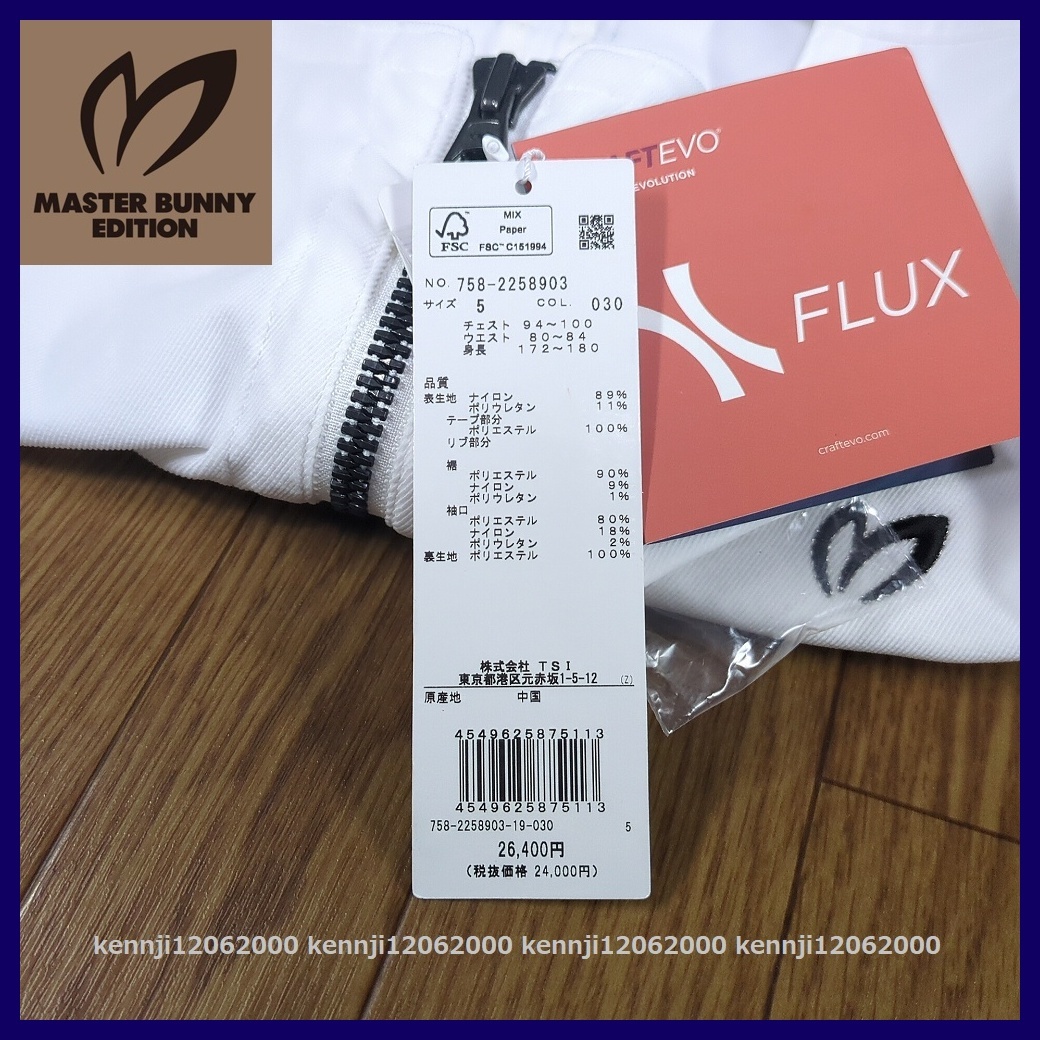 MASTER BUNNY
EDITION
FTEVO
EVOLUTION
FLUX
craftevo.com
MIX
Paper
FSC™ C151994
FSC
NO. 758-2258903
サイズ 5 COL. 030
チェスト 94～100
ウエスト 80～84
身長 172～180
品質
表生地 ナイロン 89%
ポリウレタン 11%
テープ部分
ポリエステル 100%
リブ部分
裾
ポリエステル 90%
ナイロン 9%
ポリウレタン 1%
袖口
ポリエステル 80%
ナイロン 18%
ポリウレタン 2%
裏生地 ポリエステル 100%
株式会社 TSI
東京都港区元赤坂1-5-12 (Z)
原産地 中国
4549625875113
4549625875113
758-2258903-19-030 5
26,400円
(税抜価格 24,000円)
kennji12062000 kennji12062000 kennji12062000 kennji12062000